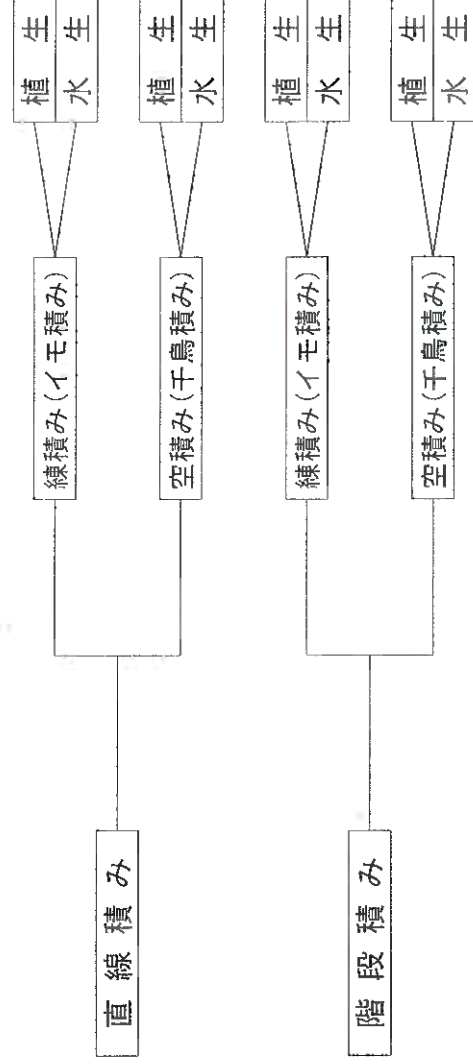 直線積み
練積み(イモ積み)
植生
水生
空積み(千鳥積み)
植生
水生
階段積み
練積み(イモ積み)
植生
水生
空積み(千鳥積み)
植生
水生